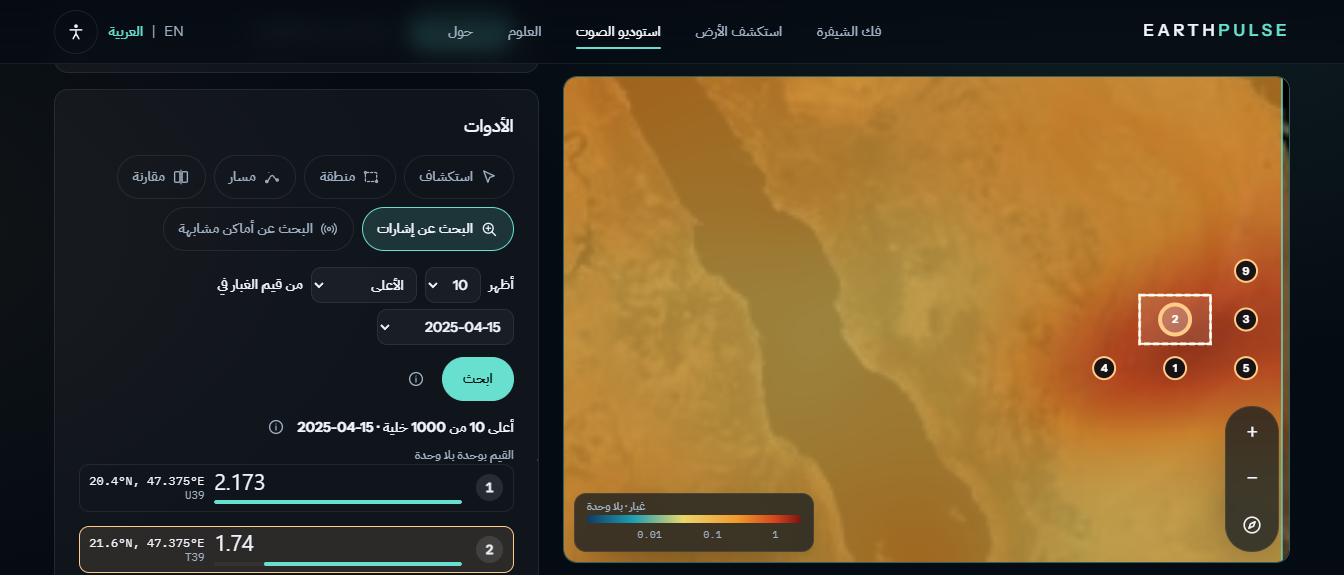 EARTHPULSE
فك الشيفرة
استكشف الأرض
استوديو الصوت
العلوم
حول
العربية | EN
الأدوات
استكشاف
منطقة
مسار
مقارنة
البحث عن إشارات
البحث عن أماكن مشابهة
أظهر 10 الأعلى من قيم الغبار في
2025-04-15
ابحث
أعلى 10 من 1000 خلية · 2025-04-15
القيم بوحدة بلا وحدة
1 2.173 20.4°N, 47.375°E
U39
2 1.74 21.6°N, 47.375°E
T39
9
2
3
4
1
5
+
−
غبار · بلا وحدة
0.01 0.1 1